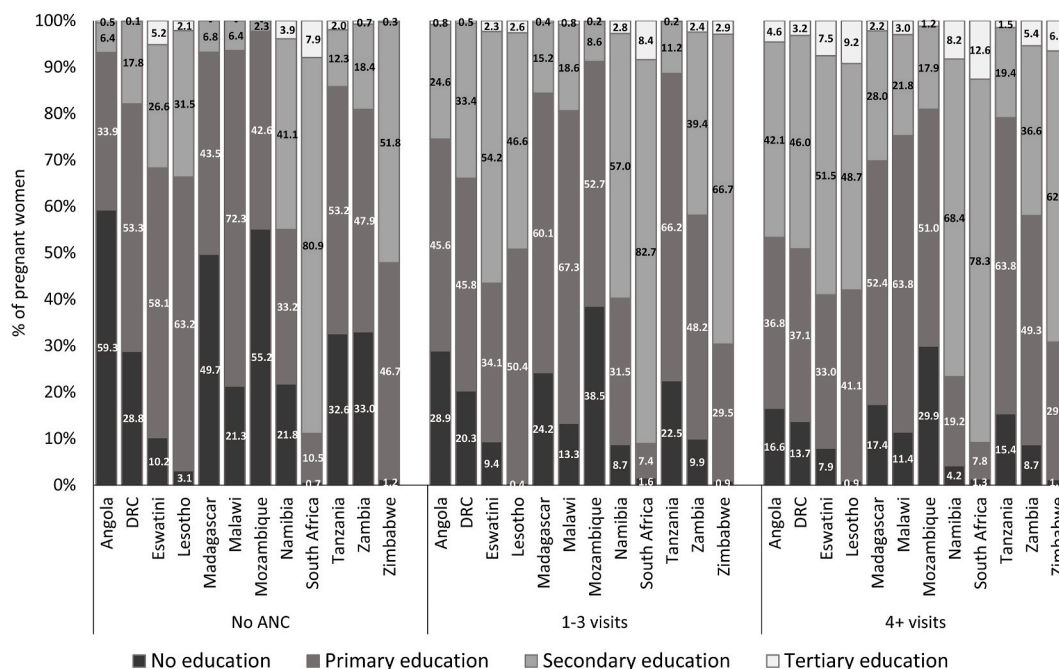 % of pregnant women
100%
90%
80%
70%
60%
50%
40%
30%
20%
10%
0%
0.5 6.4 33.9 59.3
0.1 17.8 53.3 28.8
5.2 26.6 58.1 10.2
2.1 31.5 63.2 3.1
0 6.8 43.5 49.7
0 6.4 72.3 21.3
2.3 42.6 55.2
3.9 41.1 33.2 21.8
7.9 80.9 10.5 0.7
2.0 12.3 53.2 32.6
0.7 18.4 47.9 33.0
0.3 51.8 46.7 1.2
0.8 24.6 45.6 28.9
0.5 33.4 45.8 20.3
2.3 54.2 34.1 9.4
2.6 46.6 50.4 0.4
0.4 15.2 60.1 24.2
0.8 18.6 67.3 13.3
0.2 8.6 52.7 38.5
2.8 57.0 31.5 8.7
8.4 82.7 7.4 1.6
0.2 11.2 66.2 22.5
2.4 39.4 48.2 9.9
2.9 66.7 29.5 0.9
4.6 42.1 36.8 16.6
3.2 46.0 37.1 13.7
7.5 51.5 33.0 7.9
9.2 48.7 41.1 0.9
2.2 28.0 52.4 17.4
3.0 21.8 63.8 11.4
1.2 17.9 51.0 29.9
8.2 68.4 19.2 4.2
12.6 78.3 7.8 1.3
1.5 19.4 63.8 15.4
5.4 36.6 49.3 8.7
6. 62 29 1.
Angola
DRC
Eswatini
Lesotho
Madagascar
Malawi
Mozambique
Namibia
South Africa
Tanzania
Zambia
Zimbabwe
Angola
DRC
Eswatini
Lesotho
Madagascar
Malawi
Mozambique
Namibia
South Africa
Tanzania
Zambia
Zimbabwe
Angola
DRC
Eswatini
Lesotho
Madagascar
Malawi
Mozambique
Namibia
South Africa
Tanzania
Zambia
Zimbabwe
No ANC 1-3 visits 4+ visits
No education Primary education Secondary education Tertiary education